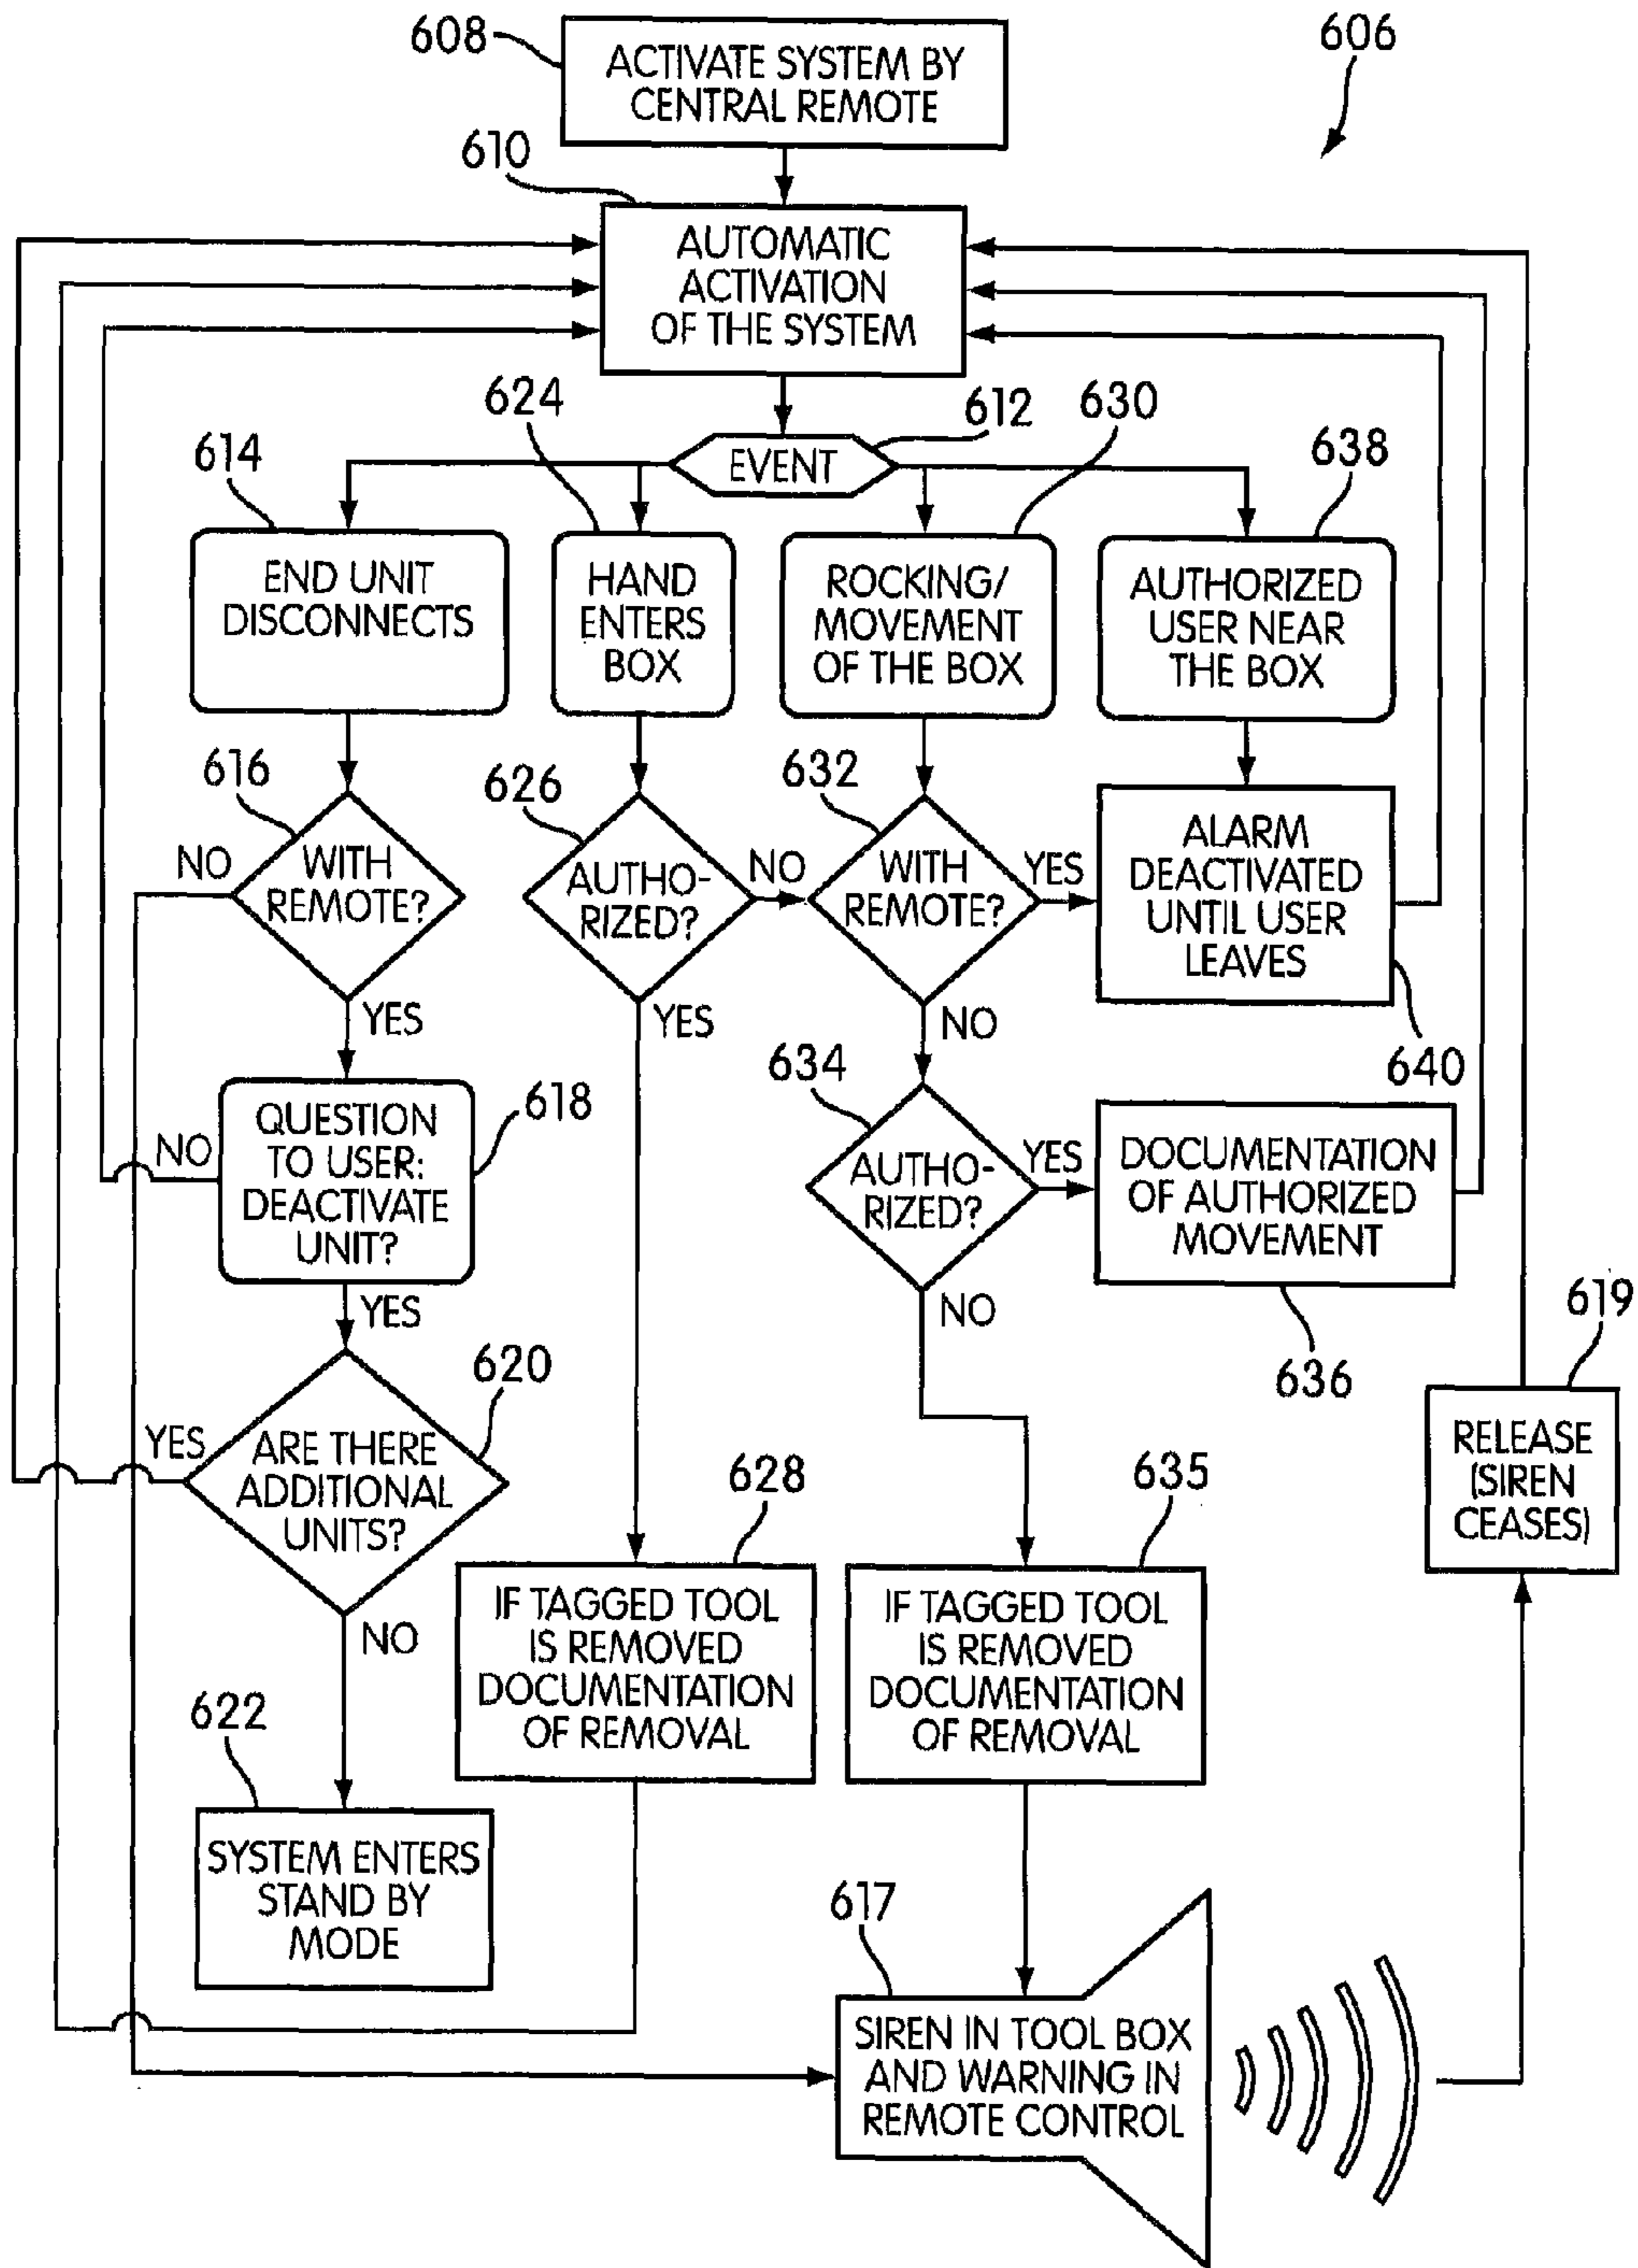 608
ACTIVATE SYSTEM BY
CENTRAL REMOTE
606
610
AUTOMATIC
ACTIVATION
OF THE SYSTEM
624
612
630
614
EVENT
638
END UNIT
DISCONNECTS
HAND
ENTERS
BOX
ROCKING/
MOVEMENT
OF THE BOX
AUTHORIZED
USER NEAR
THE BOX
616
626
632
NO
WITH
REMOTE?
AUTHO-
RIZED?
NO
WITH
REMOTE?
YES
ALARM
DEACTIVATED
UNTIL USER
LEAVES
YES
YES
NO
640
634
618
NO
QUESTION
TO USER:
DEACTIVATE
UNIT?
AUTHO-
RIZED?
YES
DOCUMENTATION
OF AUTHORIZED
MOVEMENT
YES
NO
636
619
620
YES
ARE THERE
ADDITIONAL
UNITS?
RELEASE
(SIREN
CEASES)
628
635
NO
IF TAGGED TOOL
IS REMOVED
DOCUMENTATION
OF REMOVAL
IF TAGGED TOOL
IS REMOVED
DOCUMENTATION
OF REMOVAL
622
SYSTEM ENTERS
STAND BY
MODE
617
SIREN IN TOOL BOX
AND WARNING IN
REMOTE CONTROL